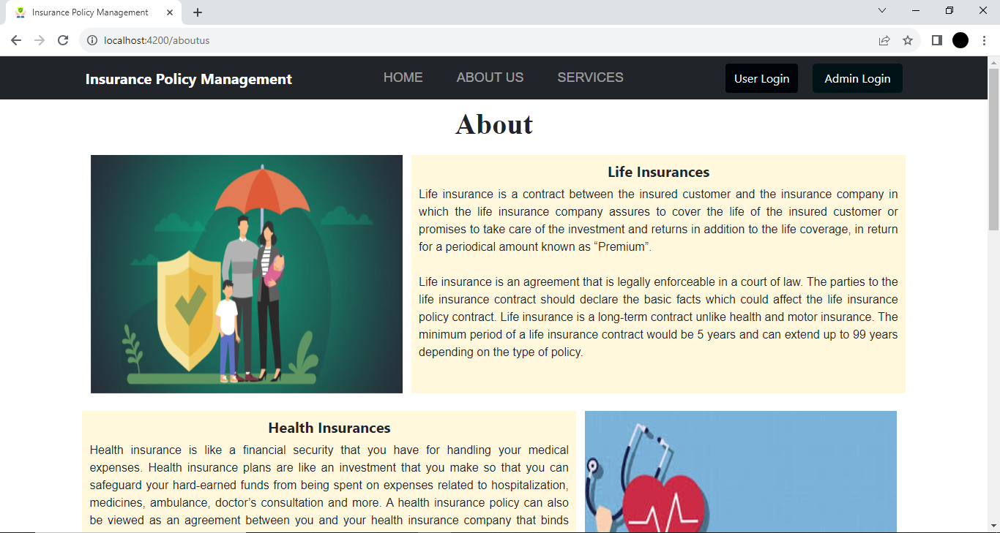 Insurance Policy Management
localhost:4200/aboutus
Insurance Policy Management
HOME
ABOUT US
SERVICES
User Login
Admin Login
About
Life Insurances
Life insurance is a contract between the insured customer and the insurance company in
which the life insurance company assures to cover the life of the insured customer or
promises to take care of the investment and returns in addition to the life coverage, in return
for a periodical amount known as “Premium”.
Life insurance is an agreement that is legally enforceable in a court of law. The parties to the
life insurance contract should declare the basic facts which could affect the life insurance
policy contract. Life insurance is a long-term contract unlike health and motor insurance. The
minimum period of a life insurance contract would be 5 years and can extend up to 99 years
depending on the type of policy.
Health Insurances
Health insurance is like a financial security that you have for handling your medical
expenses. Health insurance plans are like an investment that you make so that you can
safeguard your hard-earned funds from being spent on expenses related to hospitalization,
medicines, ambulance, doctor’s consultation and more. A health insurance policy can also
be viewed as an agreement between you and your health insurance company that binds